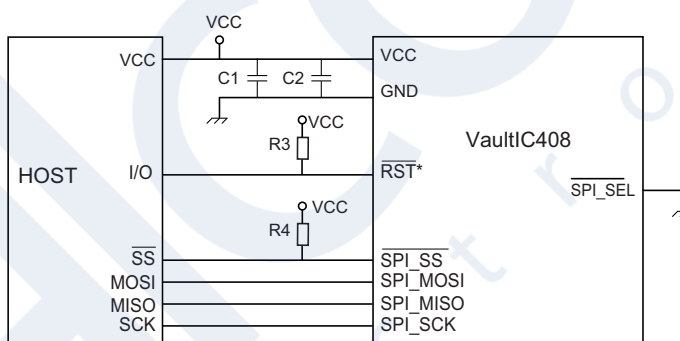 VCC
VCC
VCC
C1
C2
GND
VCC
R3
VaultIC408
HOST
I/O
RST*
SPI_SEL
VCC
R4
SS
SPI_SS
MOSI
SPI_MOSI
MISO
SPI_MISO
SCK
SPI_SCK